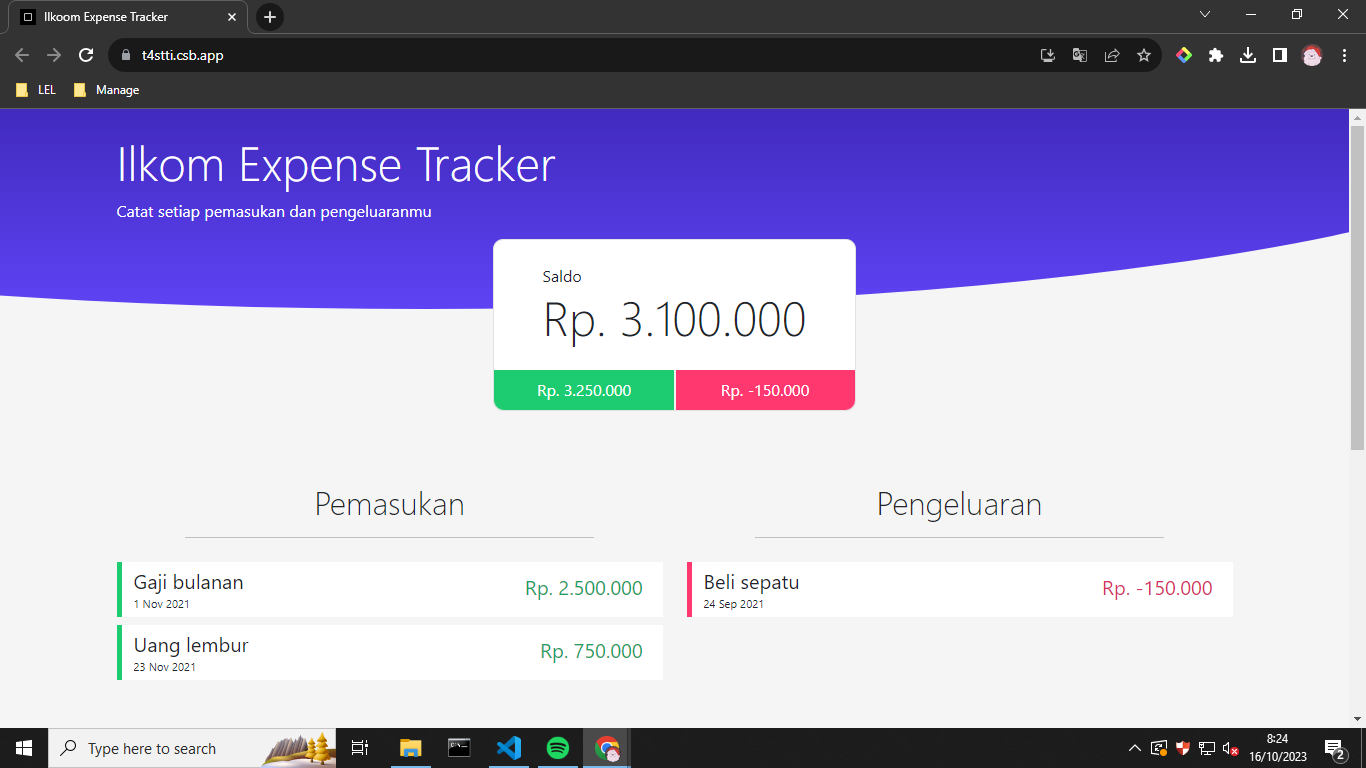 Ilkoom Expense Tracker
t4stti.csb.app
LEL
Manage
Ilkom Expense Tracker
Catat setiap pemasukan dan pengeluaranmu
Saldo
Rp. 3.100.000
Rp. 3.250.000
Rp. -150.000
Pemasukan
Gaji bulanan
1 Nov 2021
Rp. 2.500.000
Uang lembur
23 Nov 2021
Rp. 750.000
Pengeluaran
Beli sepatu
24 Sep 2021
Rp. -150.000
Type here to search
8:24
16/10/2023
2